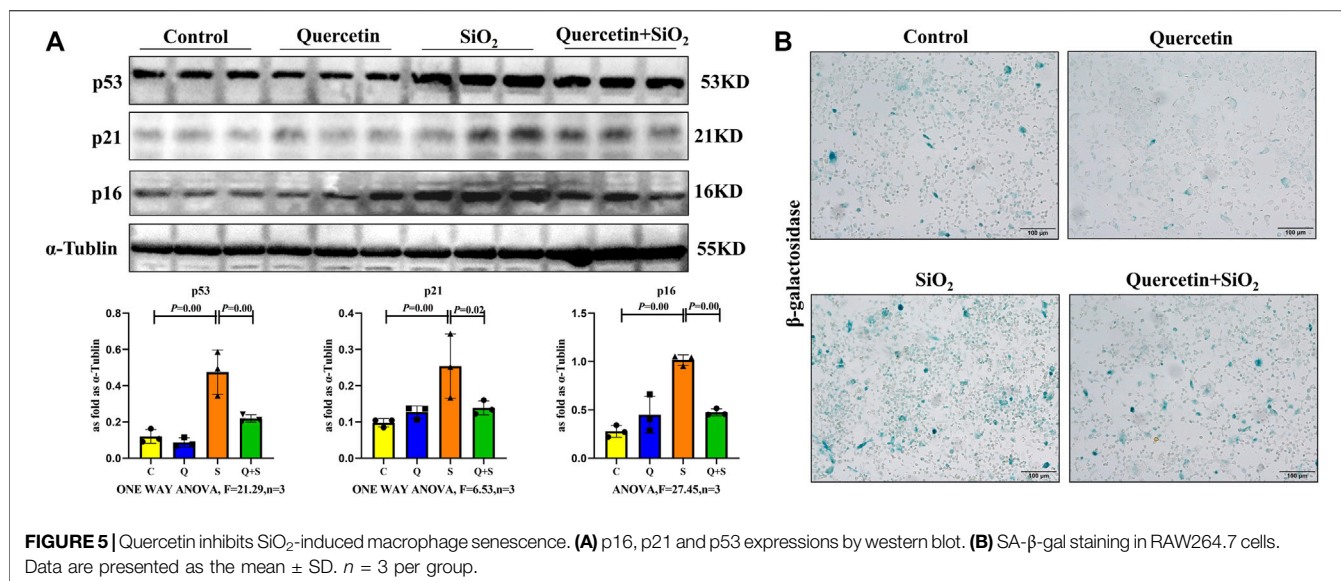 A
Control Quercetin SiO₂ Quercetin+SiO₂
p53 53KD
p21 21KD
p16 16KD
α-Tublin 55KD
p53
P=0.00 P=0.00
as fold as α-Tublin
0.8
0.6
0.4
0.2
0.0
C Q S Q+S
ONE WAY ANOVA, F=21.29,n=3
p21
P=0.00 P=0.02
as fold as α-Tublin
0.4
0.3
0.2
0.1
0.0
C Q S Q+S
ONE WAY ANOVA, F=6.53,n=3
p16
P=0.00 P=0.00
as fold as α-Tublin
1.5
1.0
0.5
0.0
C Q S Q+S
ANOVA,F=27.45,n=3
B
Control Quercetin
100 μm 100 μm
β-galactosidase
SiO₂ Quercetin+SiO₂
100 μm 100 μm
FIGURE 5 | Quercetin inhibits SiO₂-induced macrophage senescence. (A) p16, p21 and p53 expressions by western blot. (B) SA-β-gal staining in RAW264.7 cells.
Data are presented as the mean ± SD. n = 3 per group.